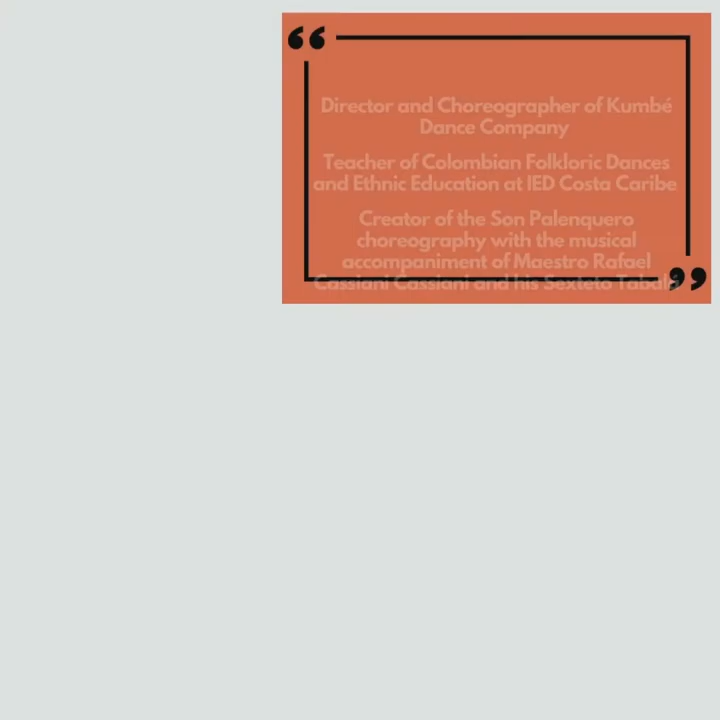 Director and Choreographer of Kumbé
Dance Company
Teacher of Colombian Folkloric Dances
and Ethnic Education at IED Costa Caribe
Creator of the Son Palenquero
choreography with the musical
accompaniment of Maestro Rafael
Cassiani Cassiani and his Sexteto Tabalá